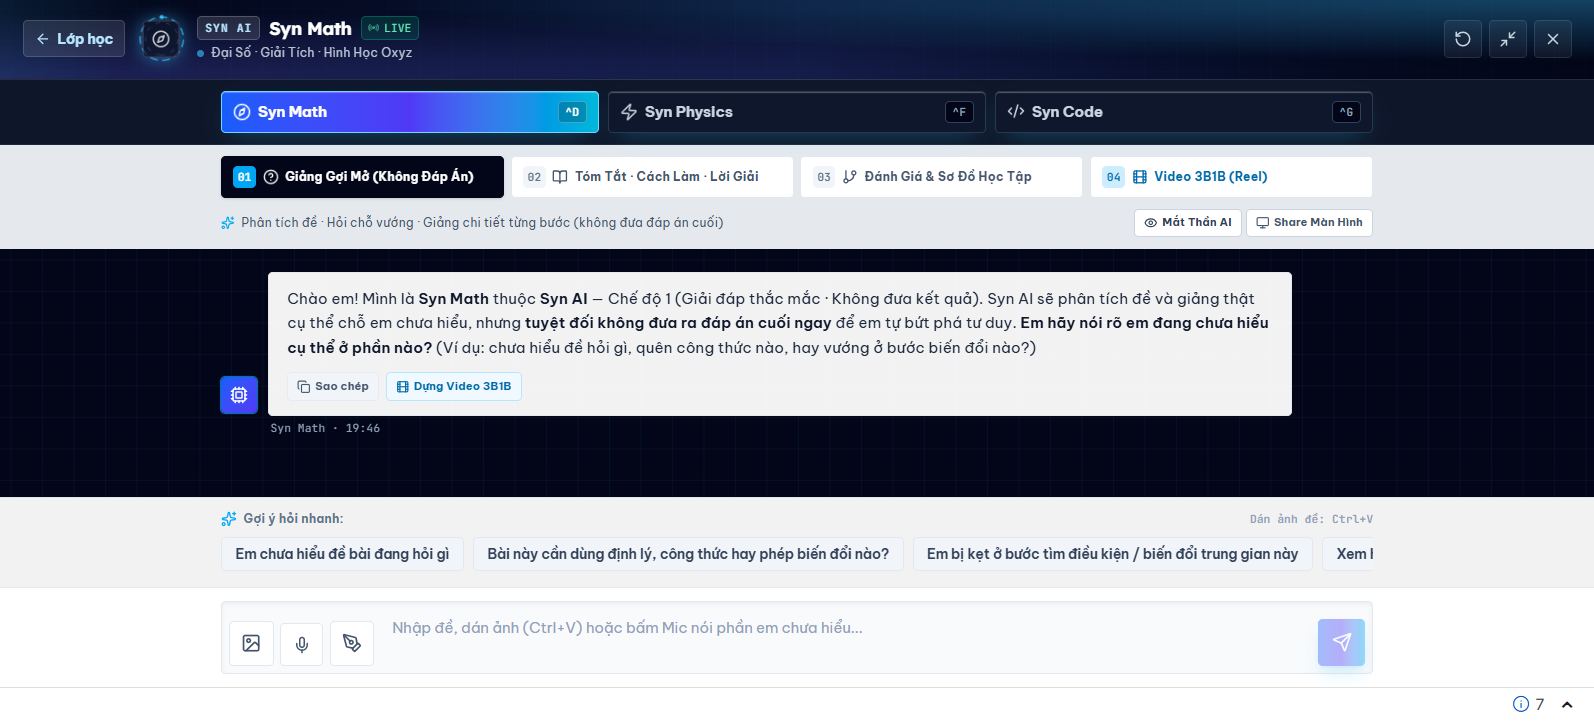 Lớp học
SYN AI Syn Math LIVE
Đại Số · Giải Tích · Hình Học Oxyz
Syn Math ^D
Syn Physics ^F
Syn Code ^G
01 Giảng Gợi Mở (Không Đáp Án)
02 Tóm Tắt · Cách Làm · Lời Giải
03 Đánh Giá & Sơ Đồ Học Tập
04 Video 3B1B (Reel)
Phân tích đề · Hỏi chỗ vướng · Giảng chi tiết từng bước (không đưa đáp án cuối)
Mắt Thần AI
Share Màn Hình
Chào em! Mình là Syn Math thuộc Syn AI — Chế độ 1 (Giải đáp thắc mắc · Không đưa kết quả). Syn AI sẽ phân tích đề và giảng thật
cụ thể chỗ em chưa hiểu, nhưng tuyệt đối không đưa ra đáp án cuối ngay để em tự bứt phá tư duy. Em hãy nói rõ em đang chưa hiểu
cụ thể ở phần nào? (Ví dụ: chưa hiểu đề hỏi gì, quên công thức nào, hay vướng ở bước biến đổi nào?)
Sao chép
Dựng Video 3B1B
Syn Math · 19:46
Gợi ý hỏi nhanh:
Dán ảnh đề: Ctrl+V
Em chưa hiểu đề bài đang hỏi gì
Bài này cần dùng định lý, công thức hay phép biến đổi nào?
Em bị kẹt ở bước tìm điều kiện / biến đổi trung gian này
Xem
Nhập đề, dán ảnh (Ctrl+V) hoặc bấm Mic nói phần em chưa hiểu...
7